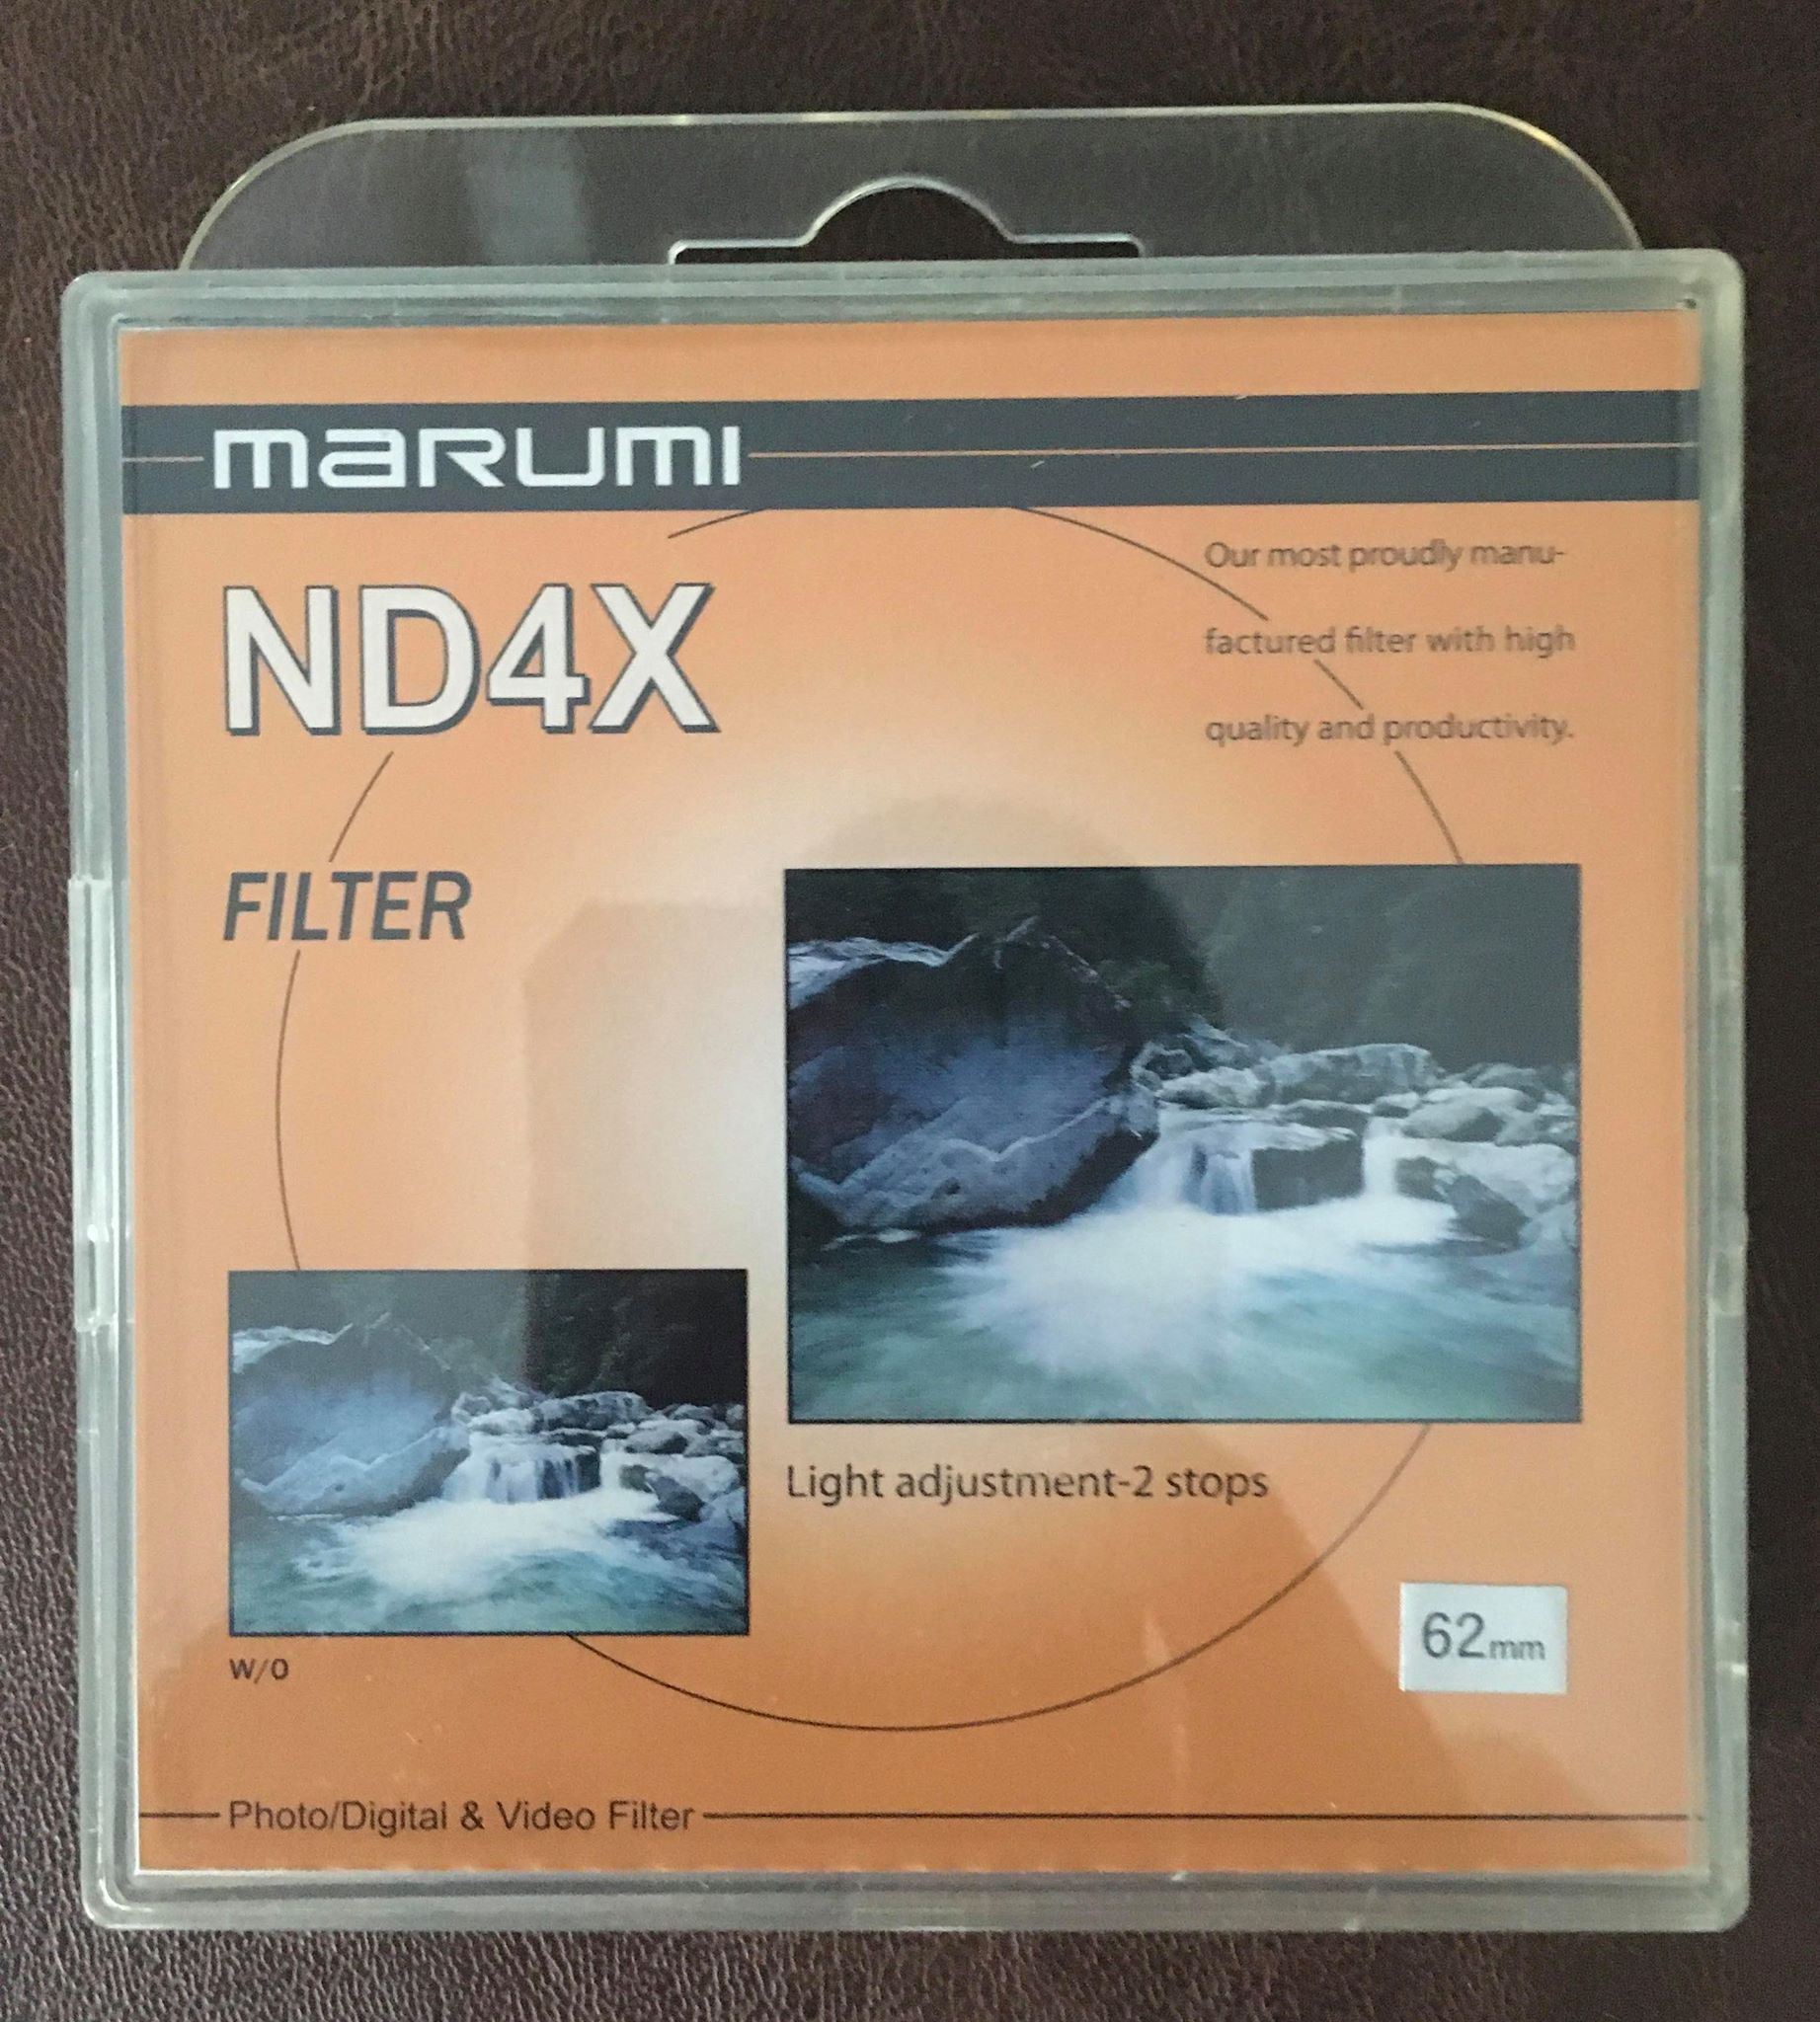 marumi
ND4X
Our most proudly manu-
factured filter with high
quality and productivity.
FILTER
Light adjustment-2 stops
W/O
62mm
Photo/Digital & Video Filter